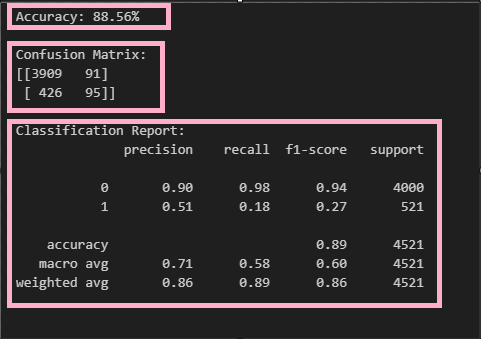 Accuracy: 88.56%
Confusion Matrix:
[[3909   91]
 [ 426   95]]
Classification Report:
              precision    recall  f1-score   support
           0       0.90      0.98      0.94      4000
           1       0.51      0.18      0.27       521
    accuracy                           0.89      4521
   macro avg       0.71      0.58      0.60      4521
weighted avg       0.86      0.89      0.86      4521